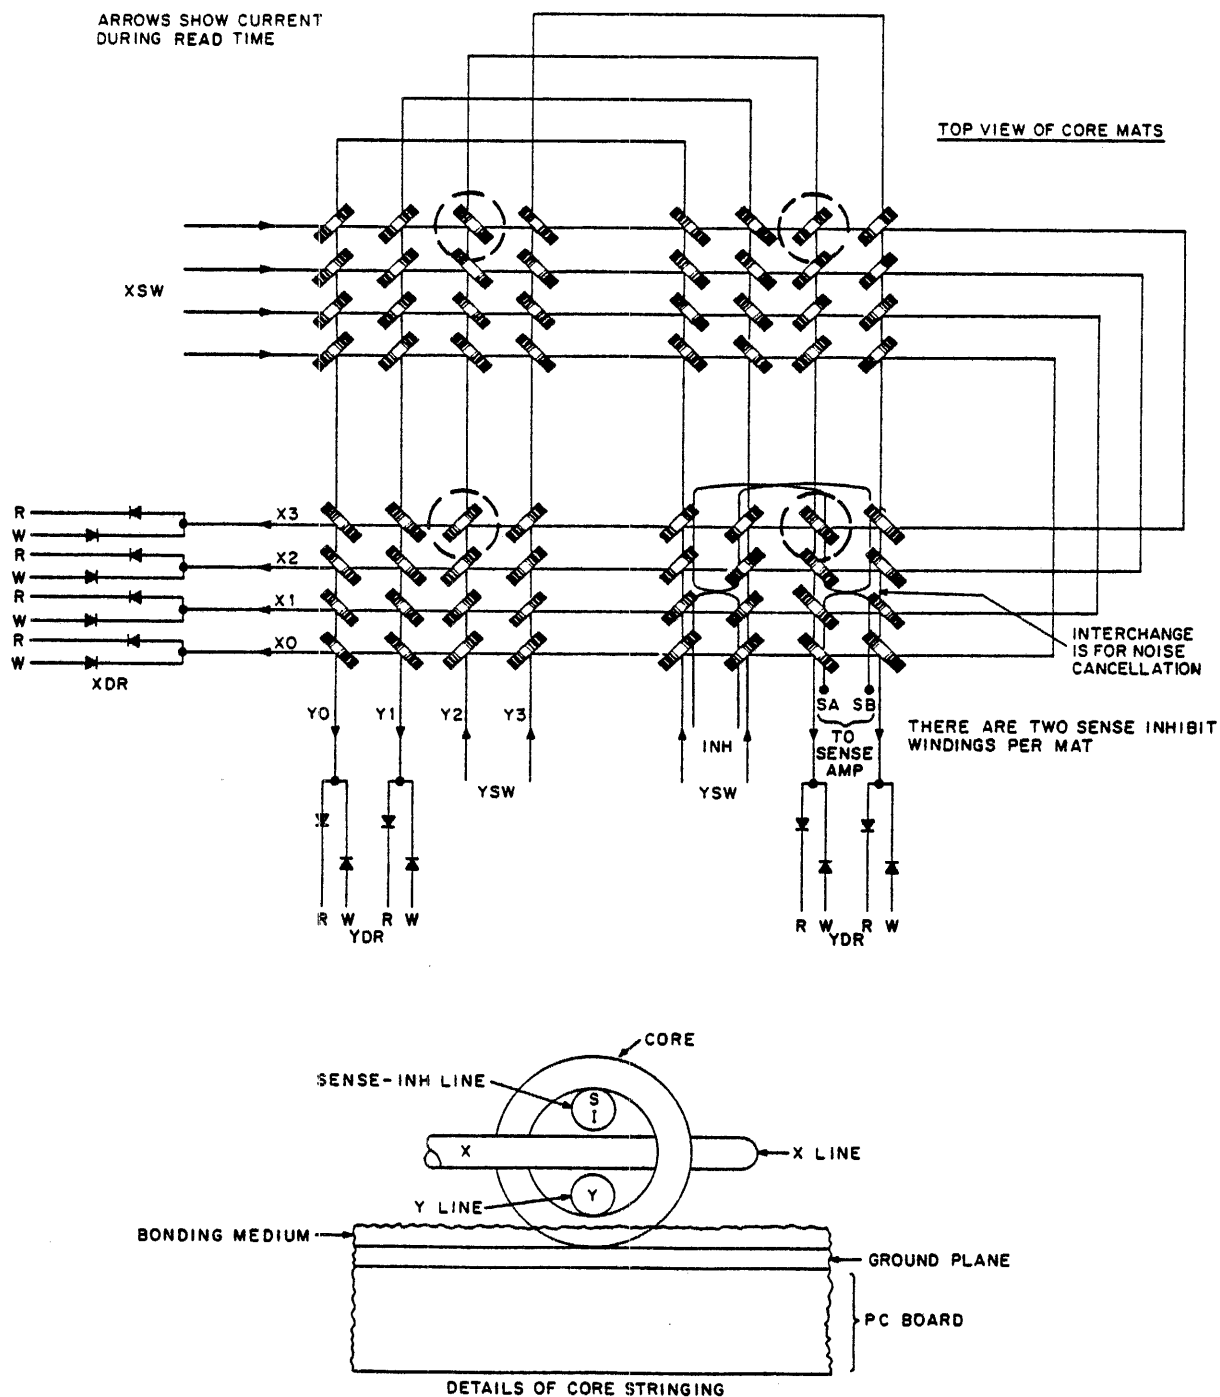 ARROWS SHOW CURRENT
DURING READ TIME
TOP VIEW OF CORE MATS
XSW
R
W
X3
R
W
X2
R
W
X1
R
W
X0
XDR
INTERCHANGE
IS FOR NOISE
CANCELLATION
Y0 Y1 Y2 Y3
YSW
INH
YSW
SA SB
TO
SENSE
AMP
THERE ARE TWO SENSE INHIBIT
WINDINGS PER MAT
R W R W
YDR
R W R W
YDR
CORE
SENSE-INH LINE
S
I
X
X LINE
Y LINE
Y
BONDING MEDIUM
GROUND PLANE
PC BOARD
DETAILS OF CORE STRINGING